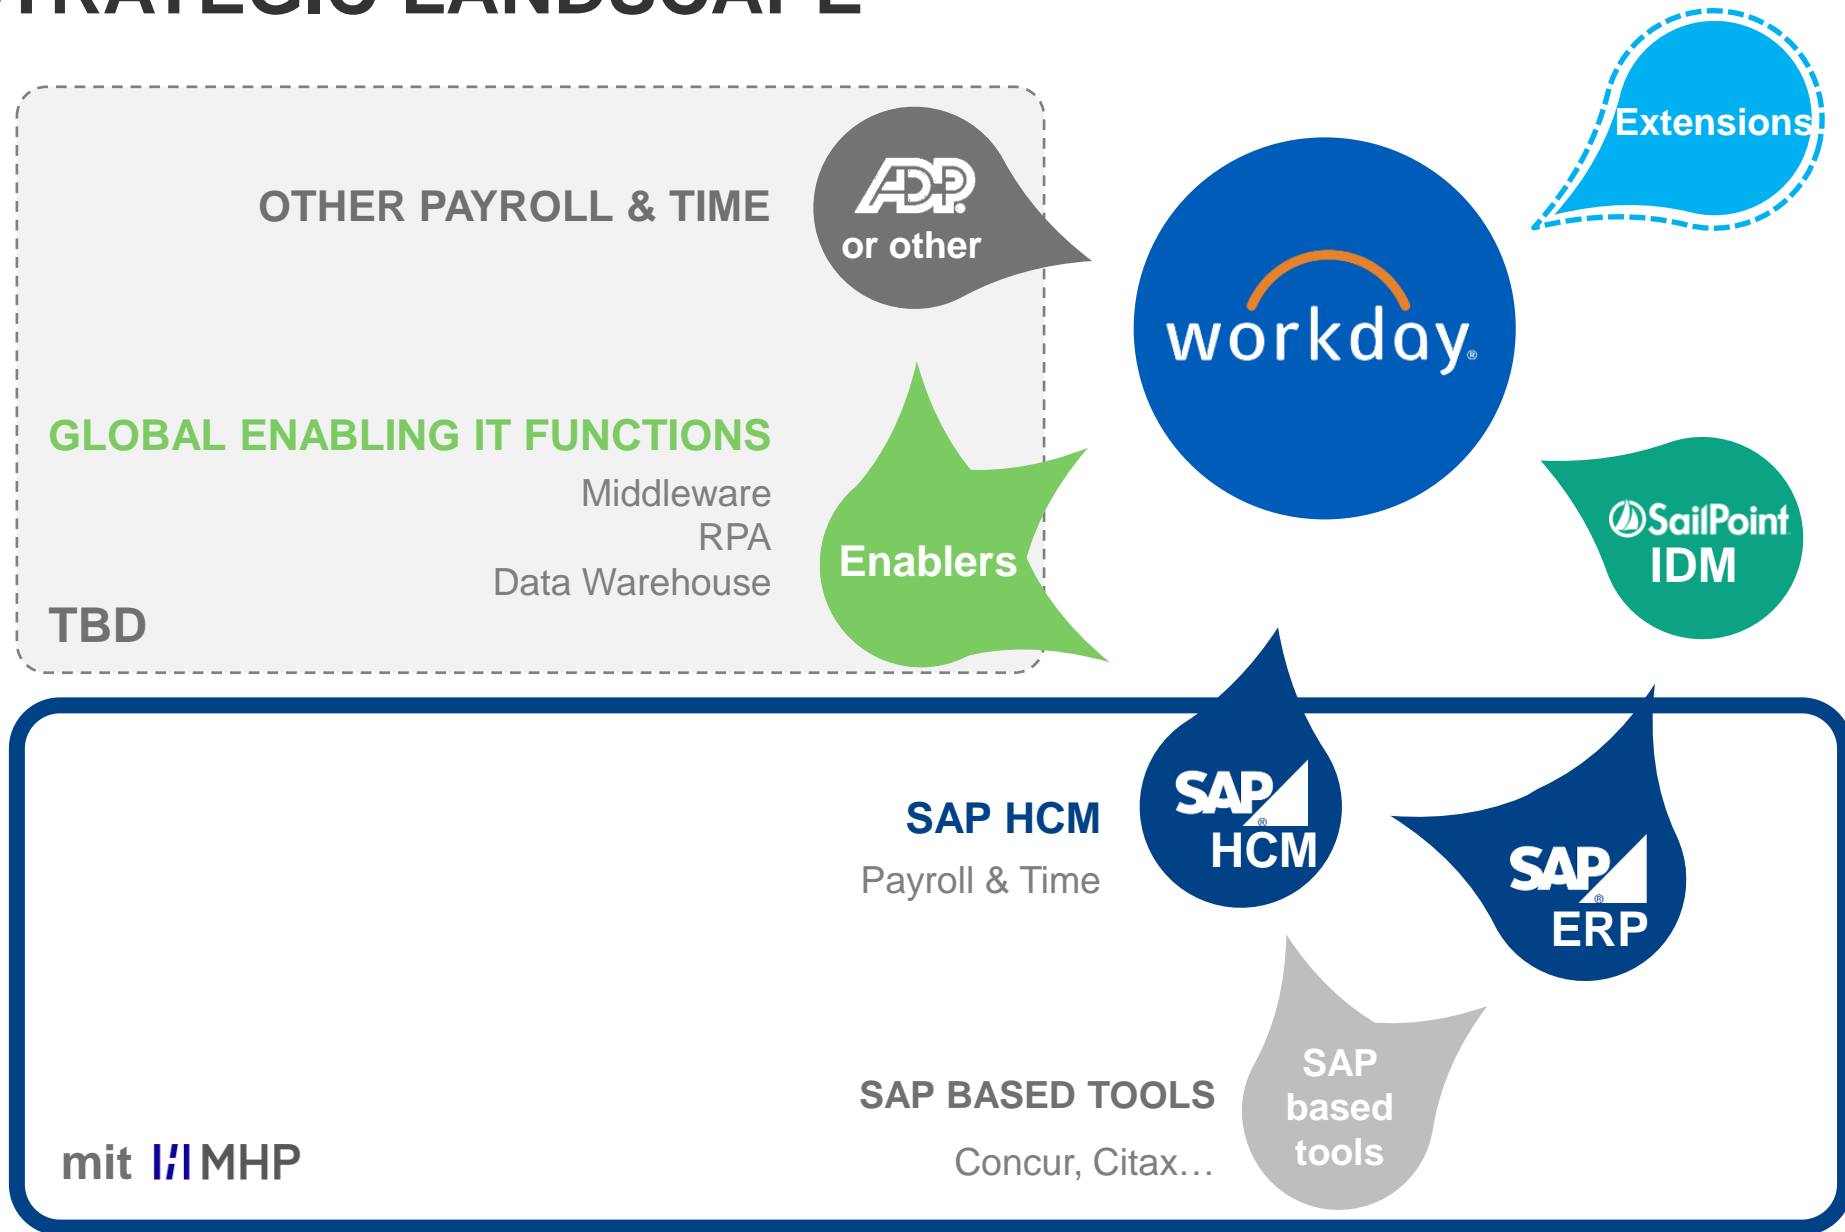 TRATEGIC LANDSCAPE
Extensions
OTHER PAYROLL & TIME
ADP®
or other
workday®
GLOBAL ENABLING IT FUNCTIONS
Middleware
RPA
Data Warehouse
TBD
Enablers
SailPoint
IDM
SAP HCM
Payroll & Time
SAP®
HCM
SAP®
ERP
SAP BASED TOOLS
Concur, Citax…
SAP
based
tools
mit MHP